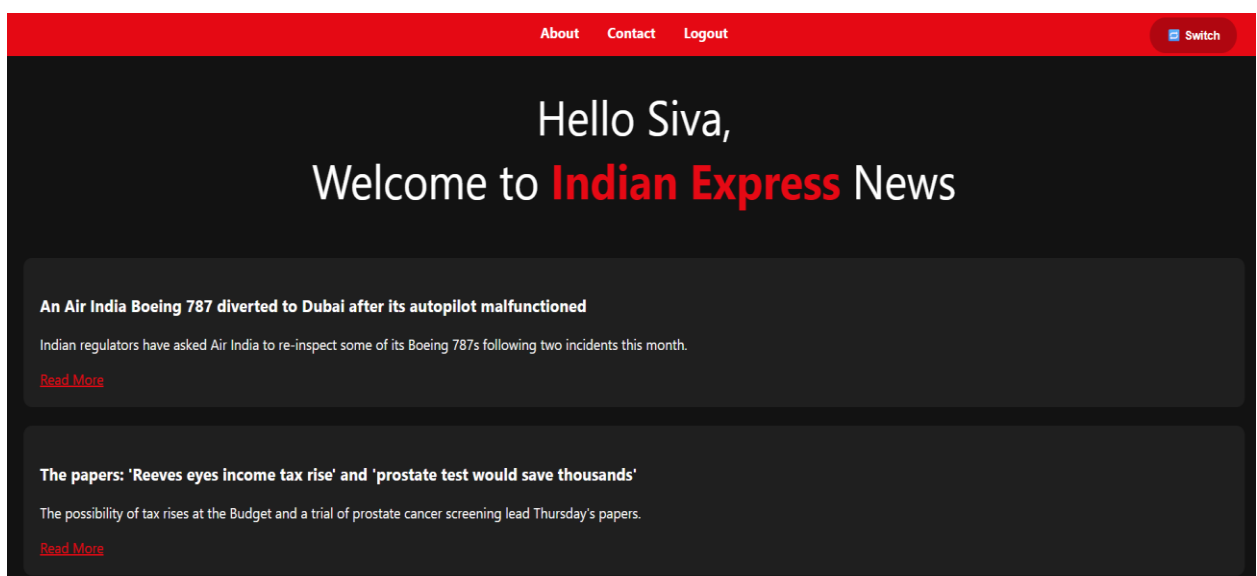 About Contact Logout Switch
Hello Siva,
Welcome to Indian Express News
An Air India Boeing 787 diverted to Dubai after its autopilot malfunctioned
Indian regulators have asked Air India to re-inspect some of its Boeing 787s following two incidents this month.
Read More
The papers: 'Reeves eyes income tax rise' and 'prostate test would save thousands'
The possibility of tax rises at the Budget and a trial of prostate cancer screening lead Thursday's papers.
Read More